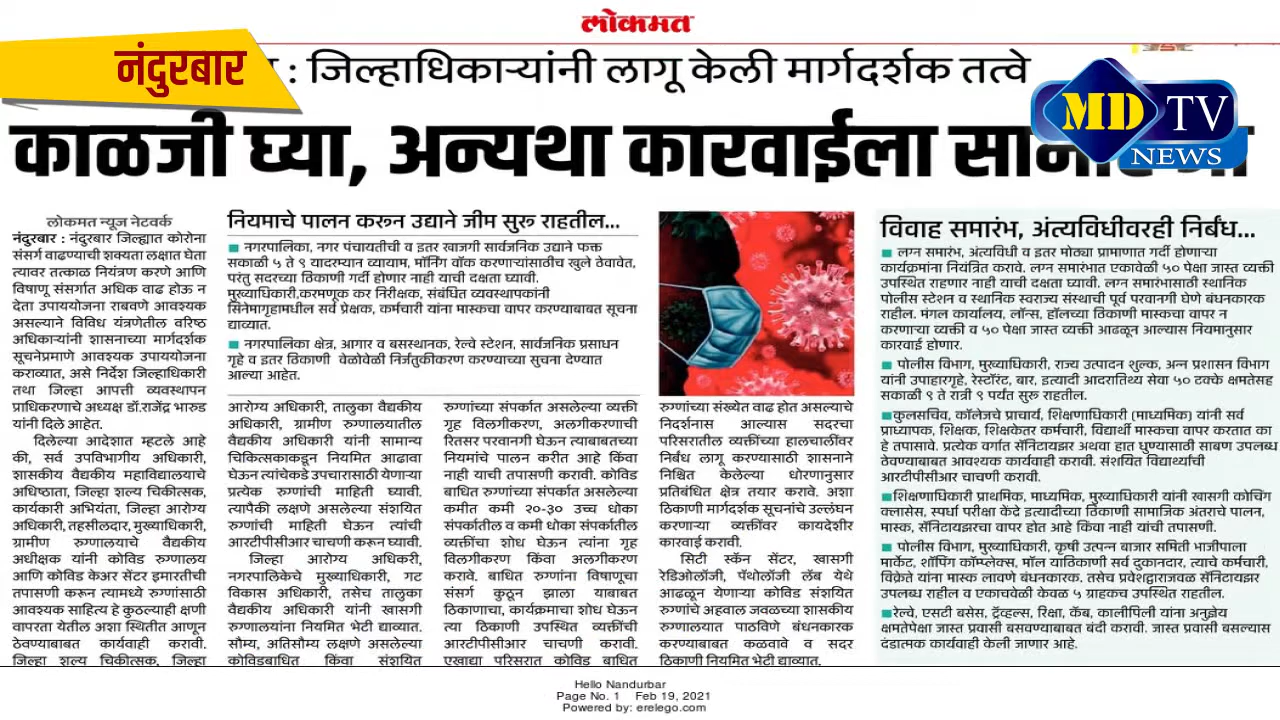 लोकमत
नंदुरबार
: जिल्हाधिकाऱ्यांनी लागू केली मार्गदर्शक तत्वे
MD TV
NEWS
काळजी घ्या, अन्यथा कारवाईला
लोकमत न्यूज नेटवर्क
नंदुरबार : नंदुरबार जिल्ह्यात कोरोना
संसर्ग वाढण्याची शक्यता लक्षात घेता
त्यावर तत्काळ नियंत्रण करणे आणि
विषाणू संसर्गात अधिक वाढ होऊ न
देता उपाययोजना राबवणे आवश्यक
असल्याने विविध यंत्रणेतील वरिष्ठ
अधिकाऱ्यांनी शासनाच्या मार्गदर्शक
सूचनेप्रमाणे आवश्यक उपाययोजना
कराव्यात, असे निर्देश जिल्हाधिकारी
तथा जिल्हा आपत्ती व्यवस्थापन
प्राधिकरणाचे अध्यक्ष डॉ.राजेंद्र भारुड
यांनी दिले आहेत.
दिलेल्या आदेशात म्हटले आहे
की, सर्व उपविभागीय अधिकारी,
शासकीय वैद्यकीय महाविद्यालयाचे
अधिष्ठाता, जिल्हा शल्य चिकित्सक,
कार्यकारी अभियंता, जिल्हा आरोग्य
अधिकारी,तहसीलदार, मुख्याधिकारी,
ग्रामीण रुग्णालयाचे वैद्यकीय
अधीक्षक यांनी कोविड रुग्णालय
आणि कोविड केअर सेंटर इमारतीची
तपासणी करून त्यामध्ये रुग्णांसाठी
आवश्यक साहित्य हे कुठल्याही क्षणी
वापरता येतील अशा स्थितीत आणून
ठेवण्याबाबत कार्यवाही करावी.
जिल्हा शल्य चिकित्सक, जिल्हा
नियमाचे पालन करून उद्याने जीम सुरू राहतील...
■ नगरपालिका, नगर पंचायतीची व इतर खाजगी सार्वजनिक उद्याने फक्त
सकाळी ५ ते ९ यादरम्यान व्यायाम, मॉर्निंग वॉक करणाऱ्यांसाठीच खुले ठेवावेत,
परंतु सदरच्या ठिकाणी गर्दी होणार नाही याची दक्षता घ्यावी.
मुख्याधिकारी,करमणूक कर निरीक्षक, संबंधित व्यवस्थापकांनी
सिनेमागृहामधील सर्व प्रेक्षक, कर्मचारी यांना मास्कचा वापर करण्याबाबत सूचना
द्याव्यात.
■ नगरपालिका क्षेत्र, आगार व बसस्थानक, रेल्वे स्टेशन, सार्वजनिक प्रसाधन
गृहे व इतर ठिकाणी वेळोवेळी निर्जतुकीकरण करण्याच्या सुचना देण्यात
आल्या आहेत.
आरोग्य अधिकारी, तालुका वैद्यकीय
अधिकारी, ग्रामीण रुग्णालयातील
वैद्यकीय अधिकारी यांनी सामान्य
चिकित्सकाकडून नियमित आढावा
घेऊन त्यांचेकडे उपचारासाठी येणाऱ्या
प्रत्येक रुग्णांची माहिती घ्यावी.
त्यापैकी लक्षणे असलेल्या संशयित
रुग्णांची माहिती घेऊन त्यांची
आरटीपीसीआर चाचणी करून घ्यावी.
जिल्हा आरोग्य अधिकरी,
नगरपालिकेचे मुख्याधिकारी, गट
विकास अधिकारी, तसेच तालुका
वैद्यकीय अधिकारी यांनी खासगी
रुग्णालयांना नियमित भेटी द्याव्यात.
सौम्य, अतिसौम्य लक्षणे असलेल्या
कोविडबाधित किंवा संशयित
रुग्णांच्या संपर्कात असलेल्या व्यक्ती
गृह विलगीकरण, अलगीकरणाची
रितसर परवानगी घेऊन त्याबाबतच्या
नियमांचे पालन करीत आहे किंवा
नाही याची तपासणी करावी. कोविड
बाधित रुग्णांच्या संपर्कात असलेल्या
कमीत कमी २०-३० उच्च धोका
संपर्कातील व कमी धोका संपर्कातील
व्यक्तींचा शोध घेऊन त्यांना गृह
विलगीकरण किंवा अलगीकरण
करावे. बाधित रुग्णांना विषाणूचा
संसर्ग कुठून झाला याबाबत
ठिकाणाचा, कार्यक्रमाचा शोध घेऊन
त्या ठिकाणी उपस्थित व्यक्तींची
आरटीपीसीआर चाचणी करावी.
एखाद्या परिसरात कोविड बाधित
रुग्णांच्या संख्येत वाढ होत असल्याचे
निदर्शनास आल्यास सदरचा
परिसरातील व्यक्तींच्या हालचालींवर
निर्बंध लागू करण्यासाठी शासनाने
निश्चित केलेल्या धोरणानुसार
प्रतिबंधित क्षेत्र तयार करावे. अशा
ठिकाणी मार्गदर्शक सूचनांचे उल्लंघन
करणाऱ्या व्यक्तींवर कायदेशीर
कारवाई करावी.
सिटी स्कॅन सेंटर, खासगी
रेडिओलॉजी, पॅथोलॉजी लॅब येथे
आढळून येणाऱ्या कोविड संशयित
रुग्णांचे अहवाल जवळच्या शासकीय
रुग्णालयात पाठविणे बंधनकारक
करण्याबाबत कळवावे व सदर
ठिकाणी नियमित भेटी द्याव्यात.
विवाह समारंभ, अंत्यविधीवरही निर्बंध...
■ लग्न समारंभ, अंत्यविधी व इतर मोठ्या प्रामाणात गर्दी होणाऱ्या
कार्यक्रमांना नियंत्रित करावे. लग्न समारंभात एकावेळी ५० पेक्षा जास्त व्यक्ती
उपस्थित राहणार नाही याची दक्षता घ्यावी. लग्न समारंभासाठी स्थानिक
पोलीस स्टेशन व स्थानिक स्वराज्य संस्थाची पूर्व परवानगी घेणे बंधनकारक
राहील. मंगल कार्यालय, लॉन्स, हॉलच्या ठिकाणी मास्कचा वापर न
करणाऱ्या व्यक्ती व ५० पेक्षा जास्त व्यक्ती आढळून आल्यास नियमानुसार
कारवाई होणार.
■ पोलीस विभाग, मुख्याधिकारी, राज्य उत्पादन शुल्क, अन्न प्रशासन विभाग
यांनी उपाहारगृहे, रेस्टॉरंट, बार, इत्यादी आदरातिथ्य सेवा ५० टक्के क्षमतेसह
सकाळी ९ ते रात्री ९ पर्यंत सुरु राहतील.
■कुलसचिव, कॉलेजचे प्राचार्य, शिक्षणाधिकारी (माध्यमिक) यांनी सर्व
प्राध्यापक, शिक्षक, शिक्षकेतर कर्मचारी, विद्यार्थी मास्कचा वापर करतात का
हे तपासावे. प्रत्येक वर्गात सॅनिटायझर अथवा हात धुण्यासाठी साबण उपलब्ध
ठेवण्याबाबत आवश्यक कार्यवाही करावी. संशयित विद्यार्थ्याची
आरटीपीसीआर चाचणी करावी.
■शिक्षणाधिकारी प्राथमिक, माध्यमिक, मुख्याधिकारी यांनी खासगी कोचिंग
क्लासेस, स्पर्धा परीक्षा केंद्रे इत्यादीच्या ठिकाणी सामाजिक अंतराचे पालन,
मास्क, सॅनिटायझरचा वापर होत आहे किंवा नाही यांची तपासणी.
■ पोलीस विभाग, मुख्याधिकारी, कृषी उत्पन्न बाजार समिती भाजीपाला
मार्केट, शॉपिंग कॉम्प्लेक्स, मॉल याठिकाणी सर्व दुकानदार, त्याचे कर्मचारी,
विक्रेते यांना मास्क लावणे बंधनकारक. तसेच प्रवेशद्वाराजवळ सॅनिटायझर
उपलब्ध राहील व एकाचवेळी केवळ ५ ग्राहकच उपस्थित राहतील.
■रेल्वे, एसटी बसेस, ट्रॅव्हल्स, रिक्षा, कॅब, कालीपिली यांना अनुज्ञेय
क्षमतेपेक्षा जास्त प्रवासी बसवण्याबाबत बंदी करावी. जास्त प्रवासी बसल्यास
दंडात्मक कार्यवाही केली जाणार आहे.
Hello Nandurbar
Page No. 1 Feb 19, 2021
Powered by: erelego.com